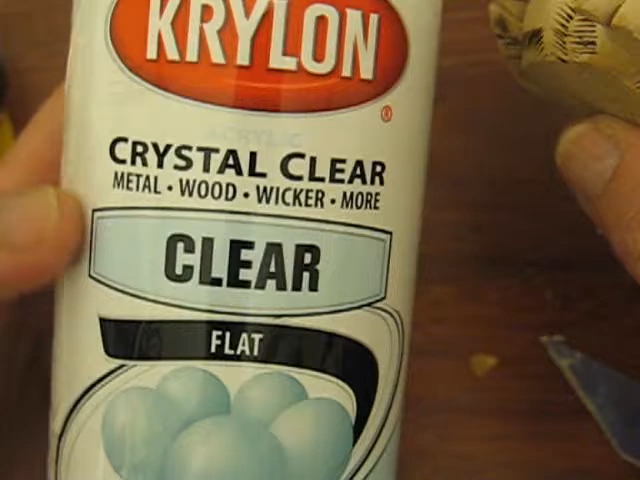 KRYLON
®
CRYSTAL CLEAR
METAL • WOOD • WICKER • MORE
CLEAR
FLAT